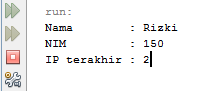 run:
Nama : Rizki
NIM : 150
IP terakhir : 2